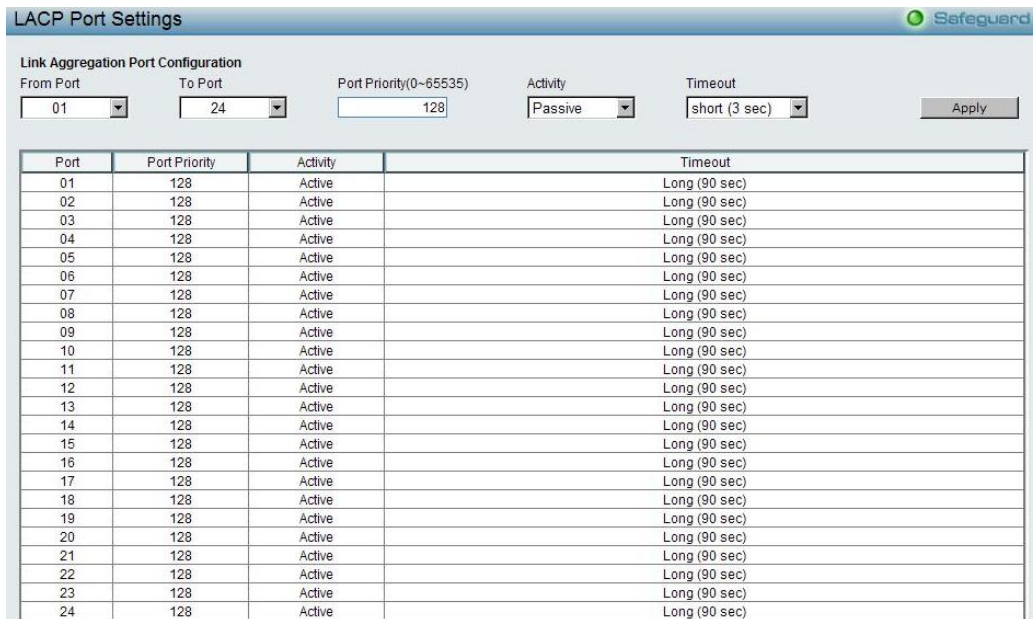 LACP Port Settings Safeguard
Link Aggregation Port Configuration
From Port To Port Port Priority(0~65535) Activity Timeout
01 24 128 Passive short (3 sec) Apply
Port Port Priority Activity Timeout
01 128 Active Long (90 sec)
02 128 Active Long (90 sec)
03 128 Active Long (90 sec)
04 128 Active Long (90 sec)
05 128 Active Long (90 sec)
06 128 Active Long (90 sec)
07 128 Active Long (90 sec)
08 128 Active Long (90 sec)
09 128 Active Long (90 sec)
10 128 Active Long (90 sec)
11 128 Active Long (90 sec)
12 128 Active Long (90 sec)
13 128 Active Long (90 sec)
14 128 Active Long (90 sec)
15 128 Active Long (90 sec)
16 128 Active Long (90 sec)
17 128 Active Long (90 sec)
18 128 Active Long (90 sec)
19 128 Active Long (90 sec)
20 128 Active Long (90 sec)
21 128 Active Long (90 sec)
22 128 Active Long (90 sec)
23 128 Active Long (90 sec)
24 128 Active Long (90 sec)